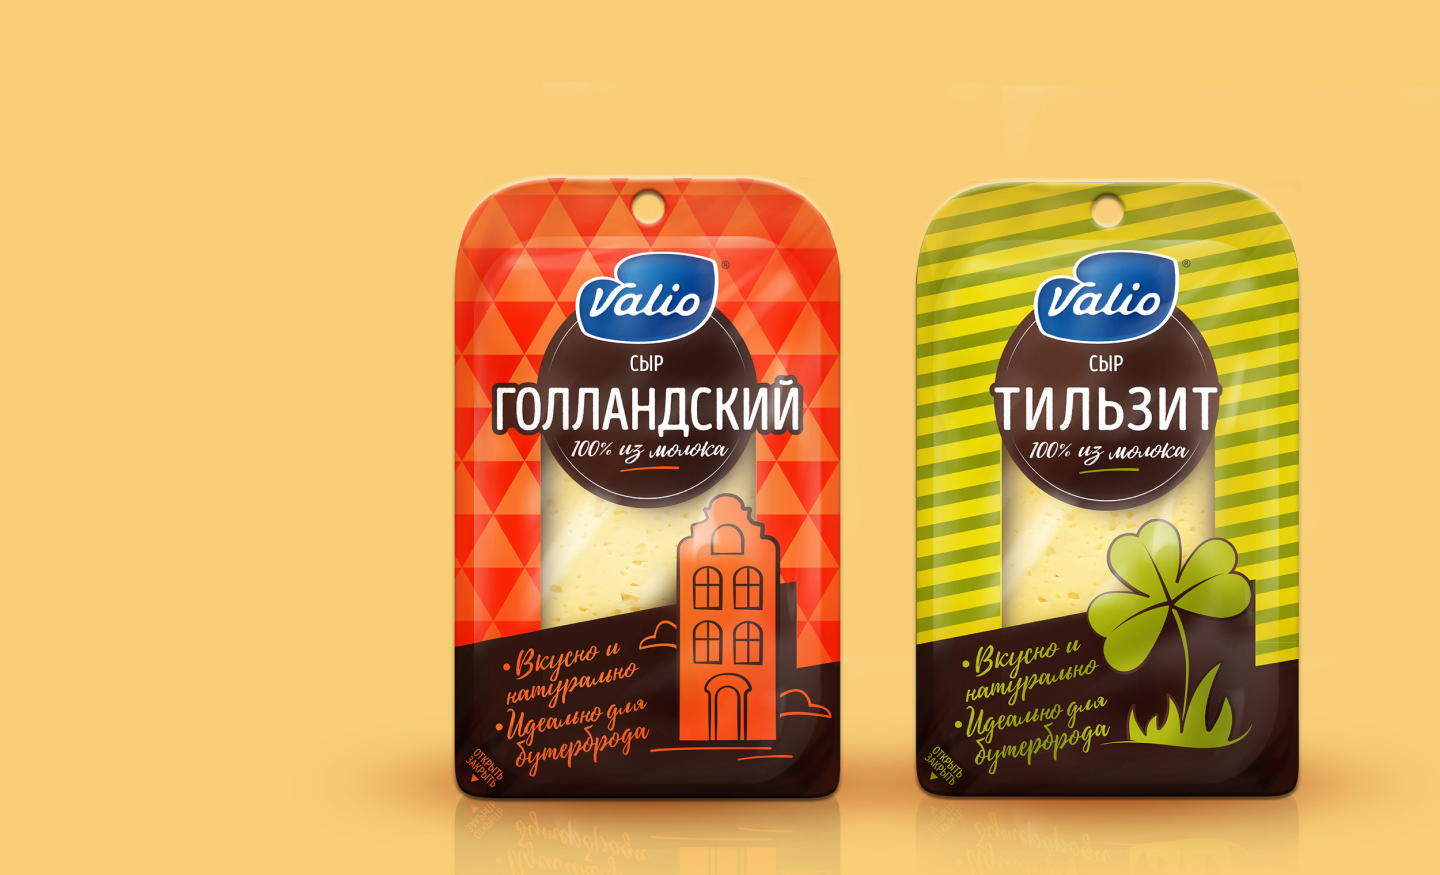 Valio®
СЫР
ГОЛЛАНДСКИЙ
100% из молока
• Вкусно и
натурально
• Идеально для
бутерброда
ОТКРЫТЬ
ЗАКРЫТЬ
Valio®
СЫР
ТИЛЬЗИТ
100% из молока
• Вкусно и
натурально
• Идеально для
бутерброда
ОТКРЫТЬ
ЗАКРЫТЬ